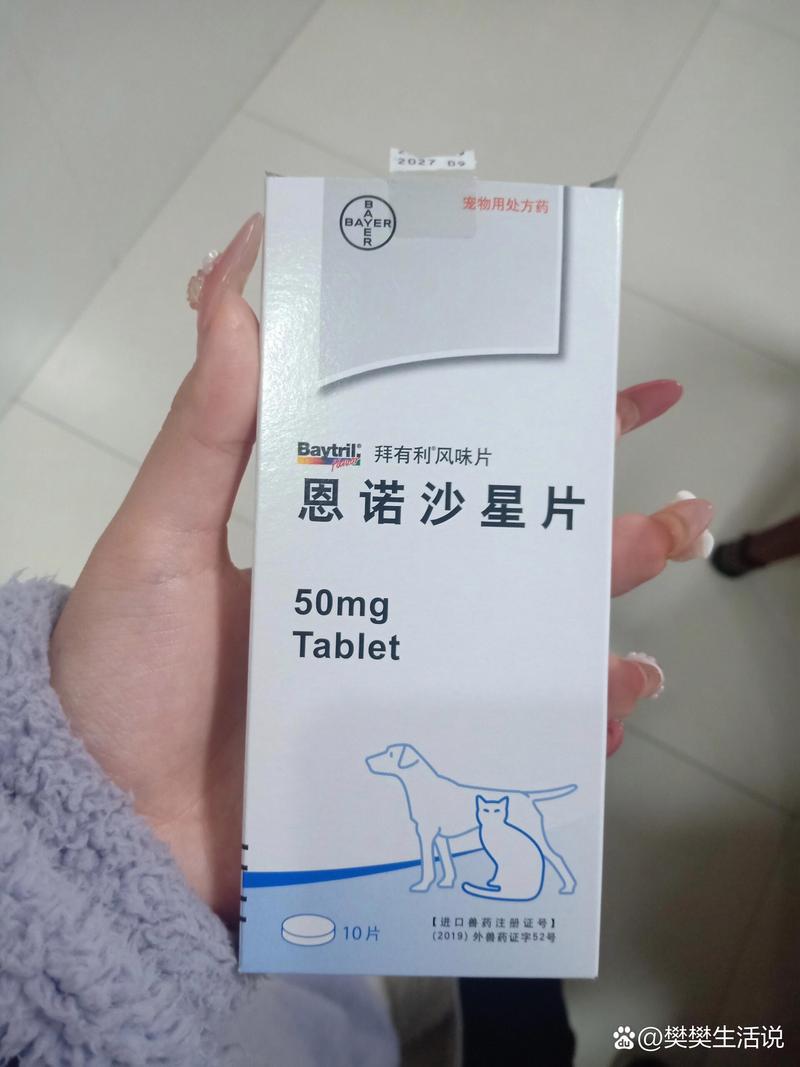 2027 09
宠物用处方药
BAYER
BAYER
Baytril® 拜有利®风味片
恩诺沙星片
50mg
Tablet
10片
【进口兽药注册证号】
(2019) 外兽药证字52号
du @樊樊生活说